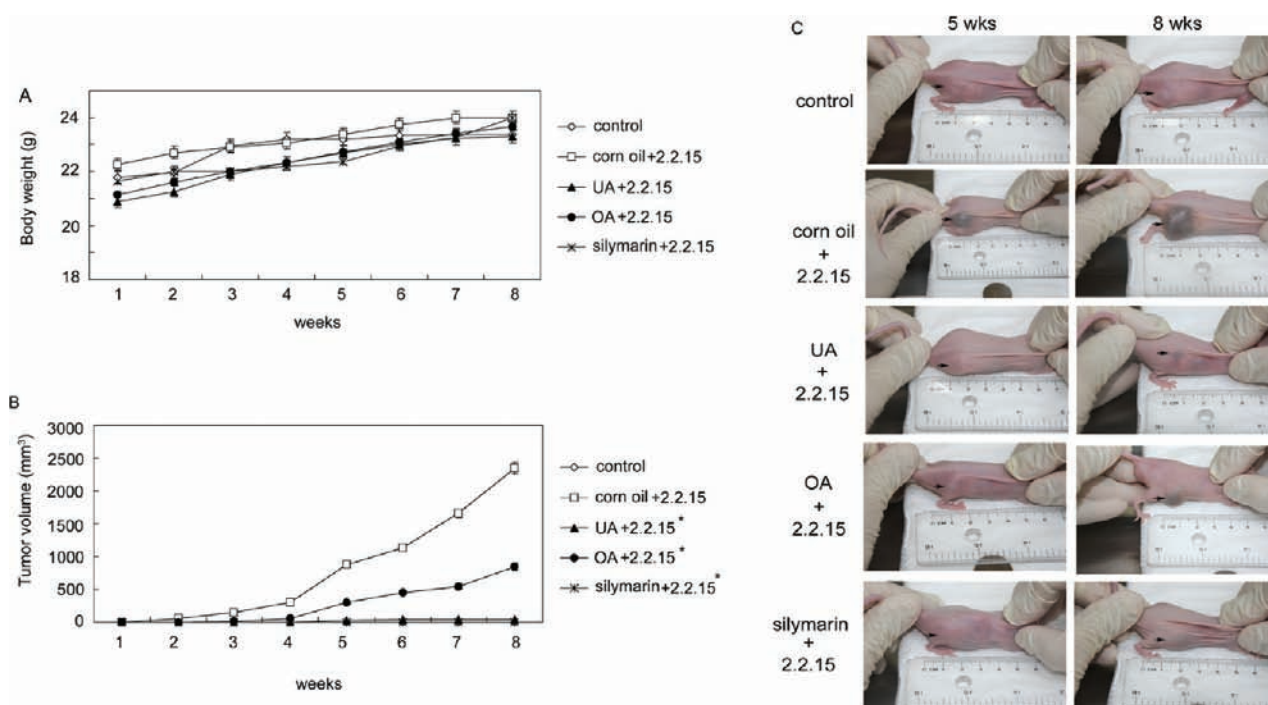 A
Body weight (g)
24
22
20
18
1 2 3 4 5 6 7 8
weeks
control
corn oil+2.2.15
UA+2.2.15
OA+2.2.15
silymarin+2.2.15
B
Tumor volume (mm³)
3000
2500
2000
1500
1000
500
0
1 2 3 4 5 6 7 8
weeks
control
corn oil+2.2.15
UA+2.2.15*
OA+2.2.15*
silymarin+2.2.15*
C
5 wks 8 wks
control
corn oil
+
2.2.15
UA
+
2.2.15
OA
+
2.2.15
silymarin
+
2.2.15